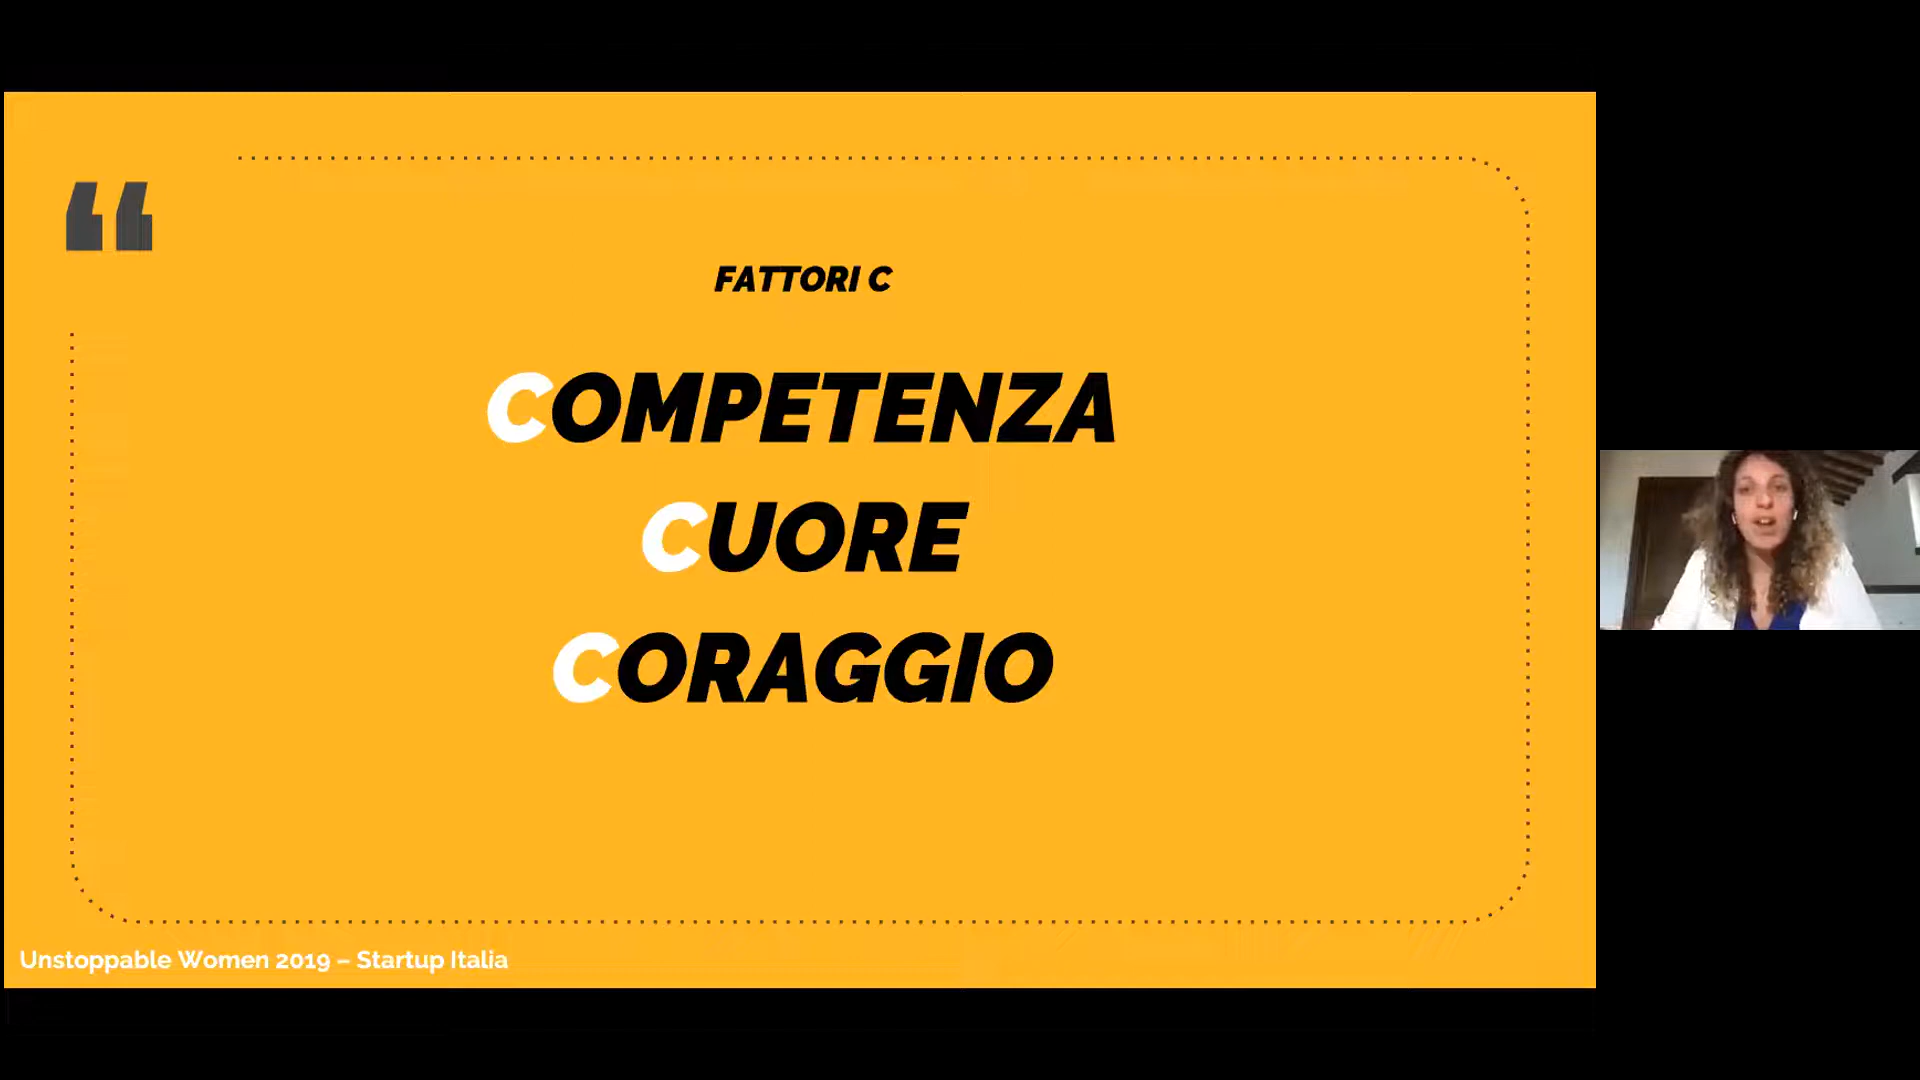 “
FATTORI C
COMPETENZA
CUORE
CORAGGIO
Unstoppable Women 2019 – Startup Italia